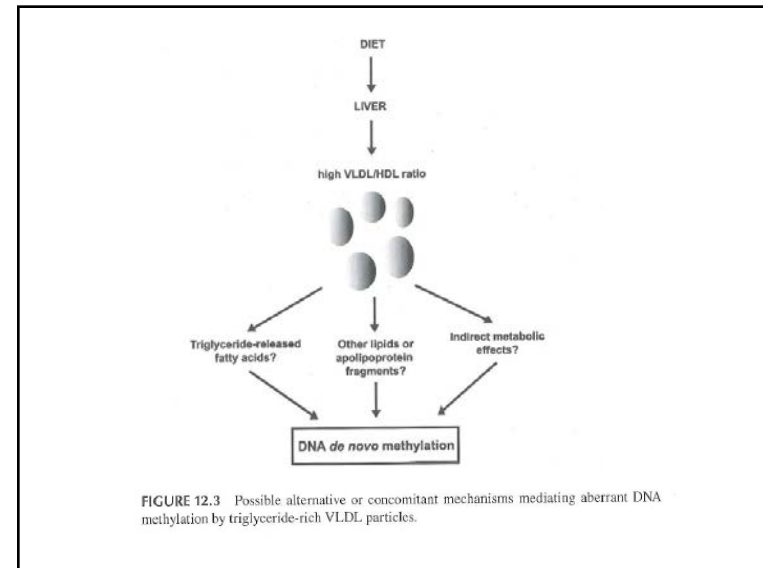 DIET
LIVER
high VLDL/HDL ratio
Triglyceride-released
fatty acids?
Other lipids or
apolipoprotein
fragments?
Indirect metabolic
effects?
DNA de novo methylation
FIGURE 12.3 Possible alternative or concomitant mechanisms mediating aberrant DNA
methylation by triglyceride-rich VLDL particles.